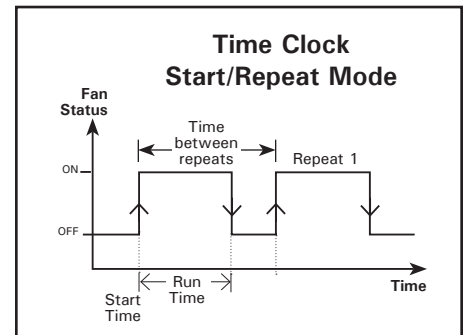 Time Clock
Start/Repeat Mode
Fan
Status
Time
between
repeats
Repeat 1
ON
OFF
Run
Time
Time
Start
Time